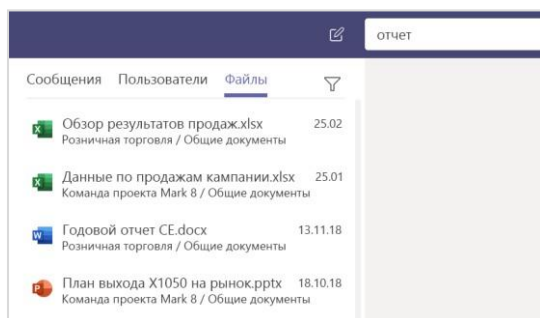 отчет
Сообщения Пользователи Файлы
Обзор результатов продаж.xlsx 25.02
Розничная торговля / Общие документы
Данные по продажам кампании.xlsx 25.01
Команда проекта Mark 8 / Общие документы
Годовой отчет CE.docx 13.11.18
Розничная торговля / Общие документы
План выхода X1050 на рынок.pptx 18.10.18
Команда проекта Mark 8 / Общие документы